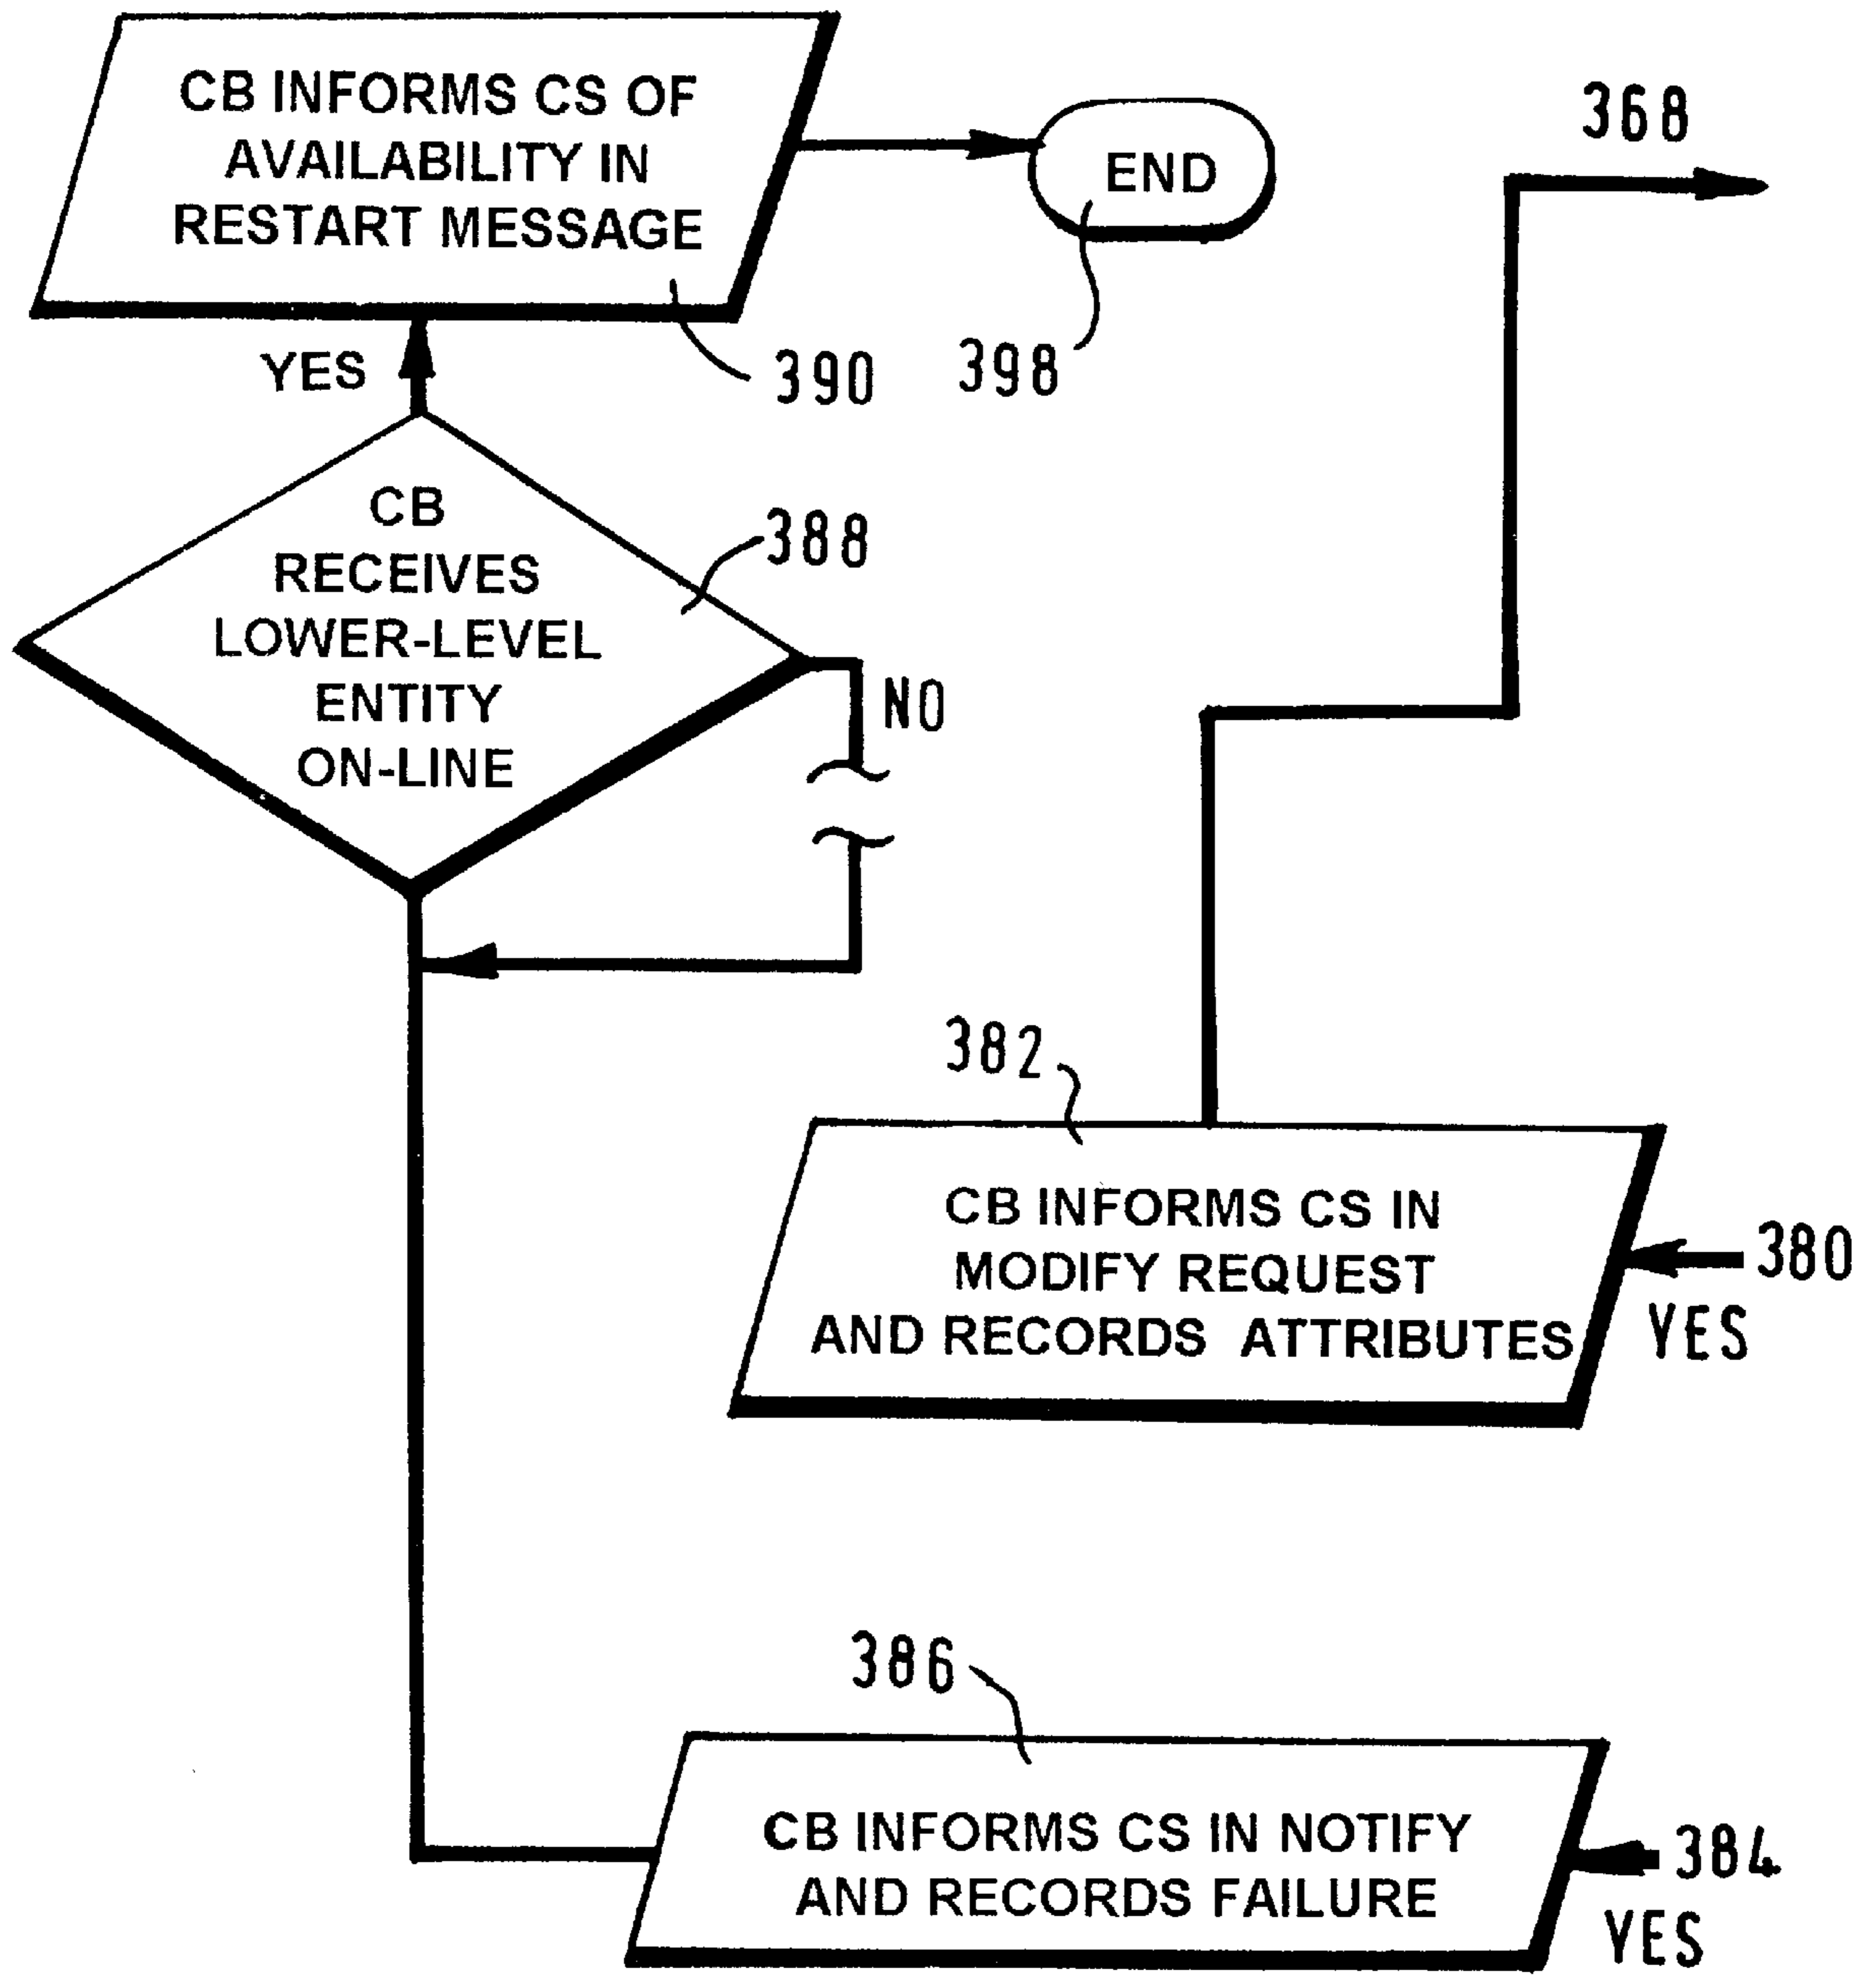 CB INFORMS CS OF
AVAILABILITY IN
RESTART MESSAGE
END
368
YES
390
398
CB
RECEIVES
LOWER-LEVEL
ENTITY
ON-LINE
388
NO
382
CB INFORMS CS IN
MODIFY REQUEST
AND RECORDS ATTRIBUTES
380
YES
386
CB INFORMS CS IN NOTIFY
AND RECORDS FAILURE
384
YES